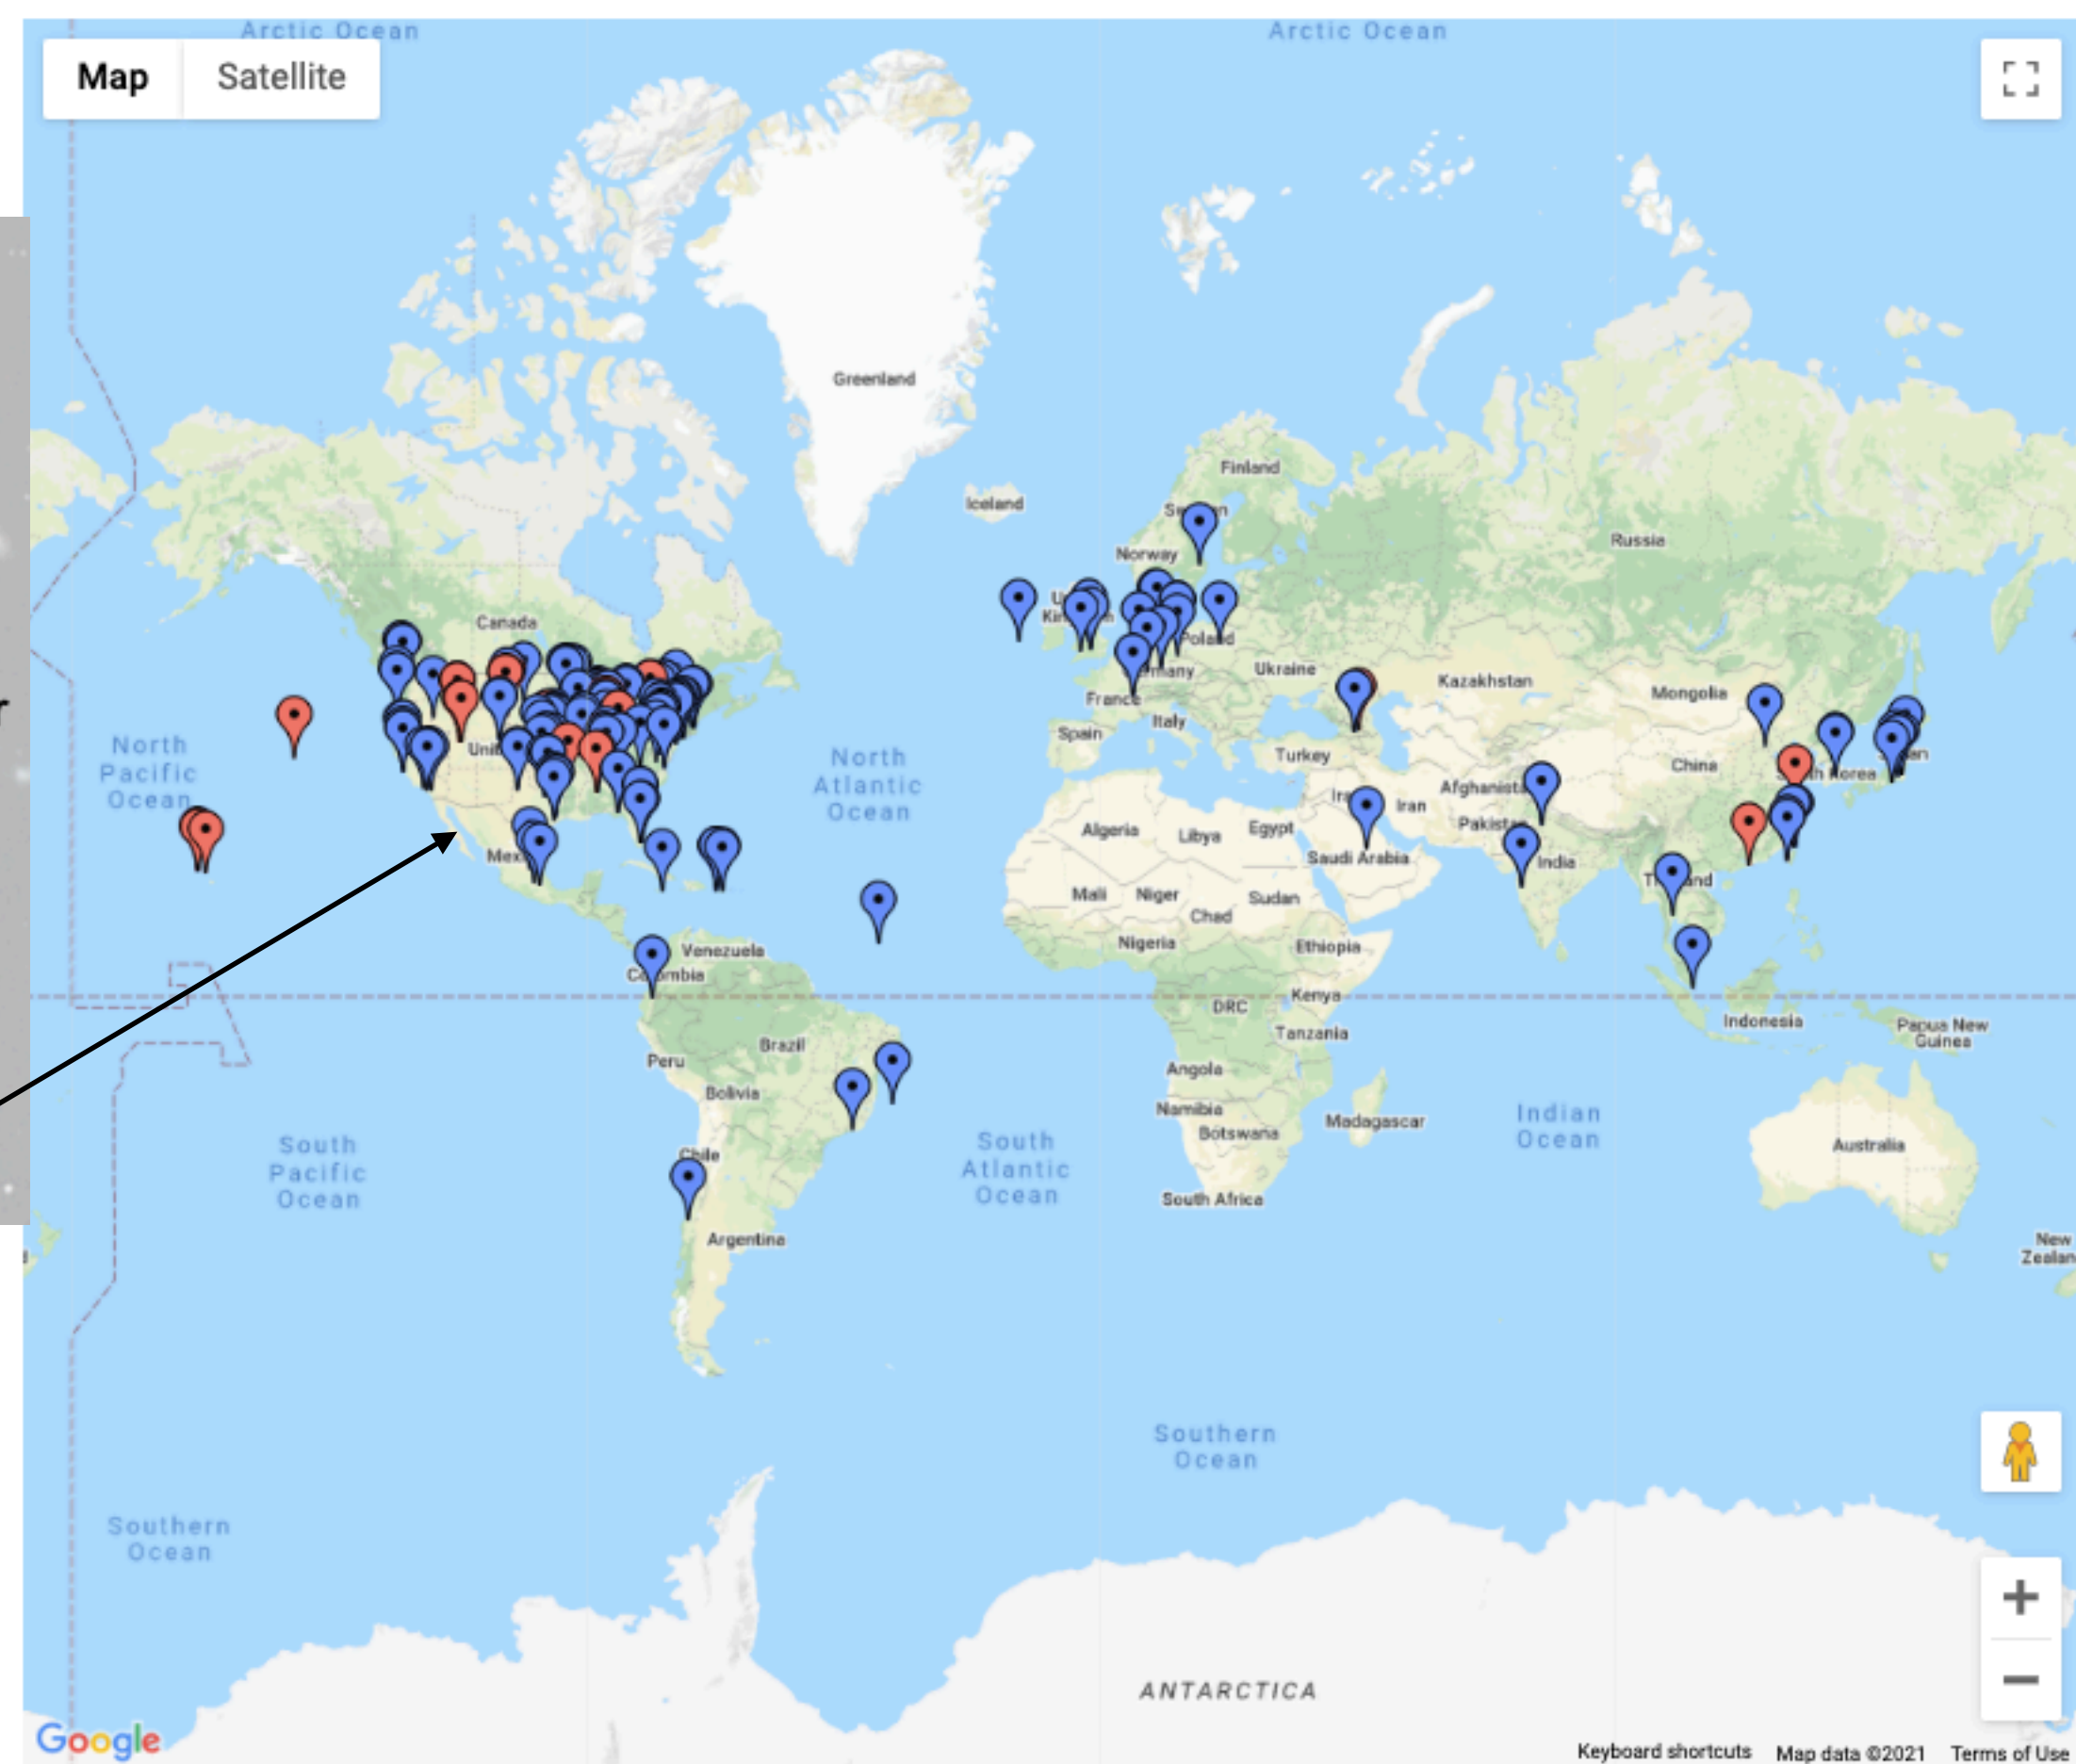 Arctic Ocean
Arctic Ocean
Map
Satellite
Greenland
Finland
Iceland
Norway
Russia
Canada
Poland
Ukraine
Kazakhstan
Mongolia
France
Italy
Spain
Turkey
China
North
Pacific
Ocean
North
Atlantic
Ocean
Iran
Algeria
Libya
Egypt
Saudi Arabia
India
Mali
Niger
Chad
Sudan
Nigeria
Ethiopia
Venezuela
DRC
Kenya
Tanzania
Indonesia
Papua New
Guinea
Peru
Brazil
Bolivia
Angola
Namibia
Botswana
Madagascar
Indian
Ocean
Australia
South
Pacific
Ocean
South
Atlantic
Ocean
Chile
South Africa
Argentina
New
Southern
Ocean
Southern
Ocean
ANTARCTICA
Google
Keyboard shortcuts
Map data ©2021
Terms of Use